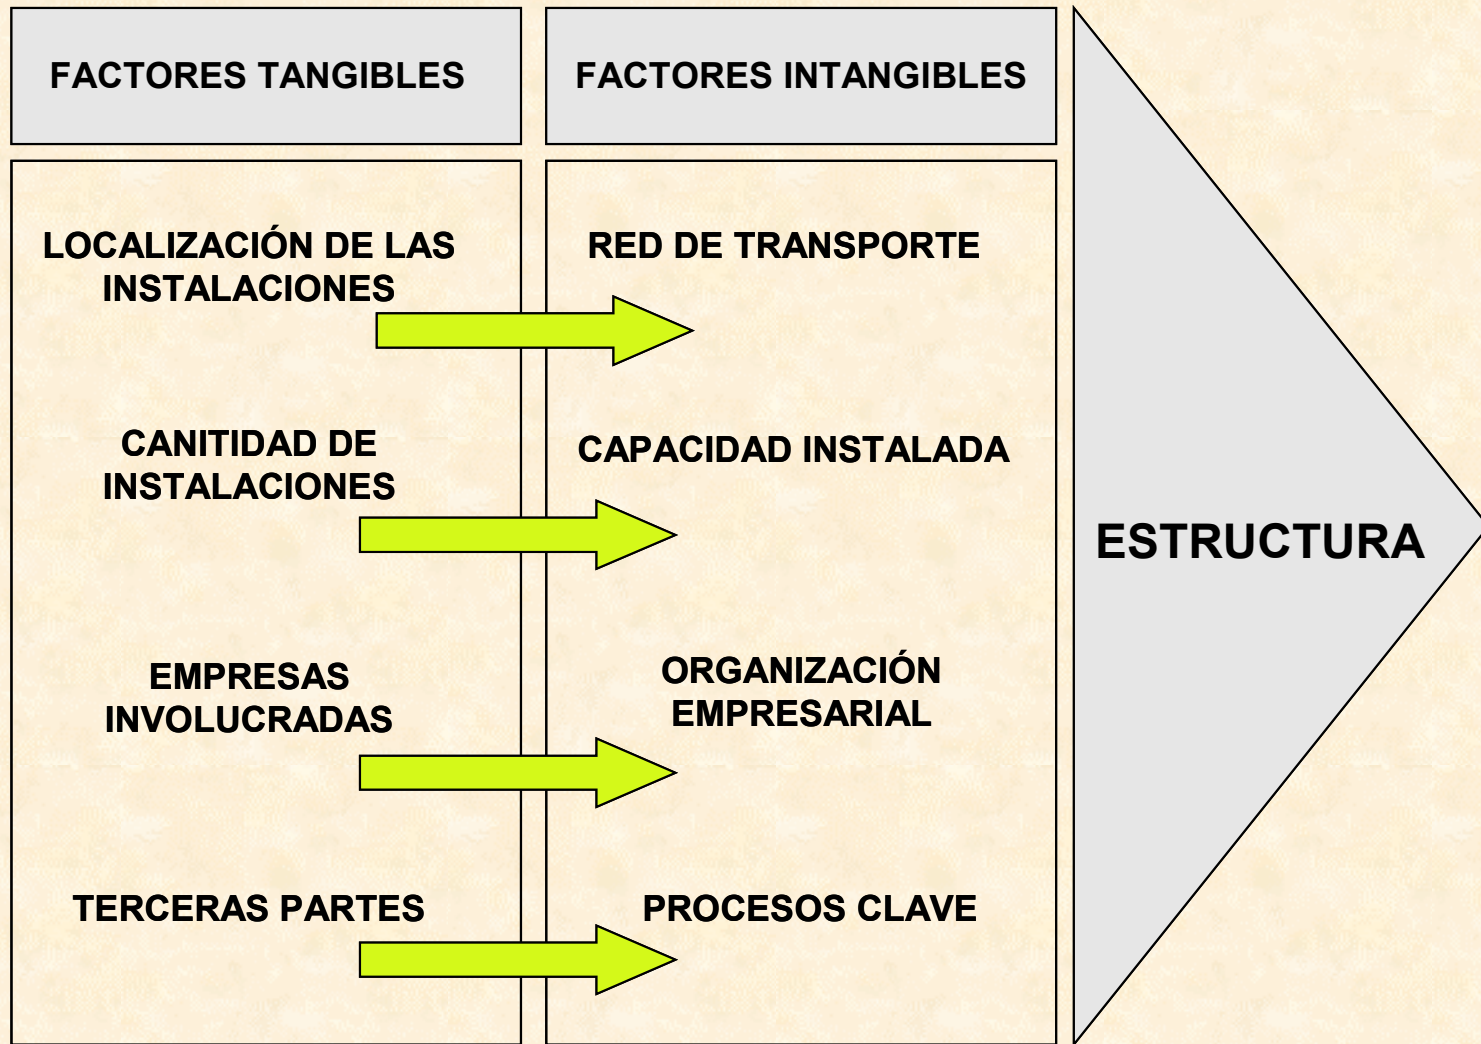 FACTORES TANGIBLES
FACTORES INTANGIBLES
LOCALIZACIÓN DE LAS
INSTALACIONES
RED DE TRANSPORTE
CANITIDAD DE
INSTALACIONES
CAPACIDAD INSTALADA
EMPRESAS
INVOLUCRADAS
ORGANIZACIÓN
EMPRESARIAL
TERCERAS PARTES
PROCESOS CLAVE
ESTRUCTURA